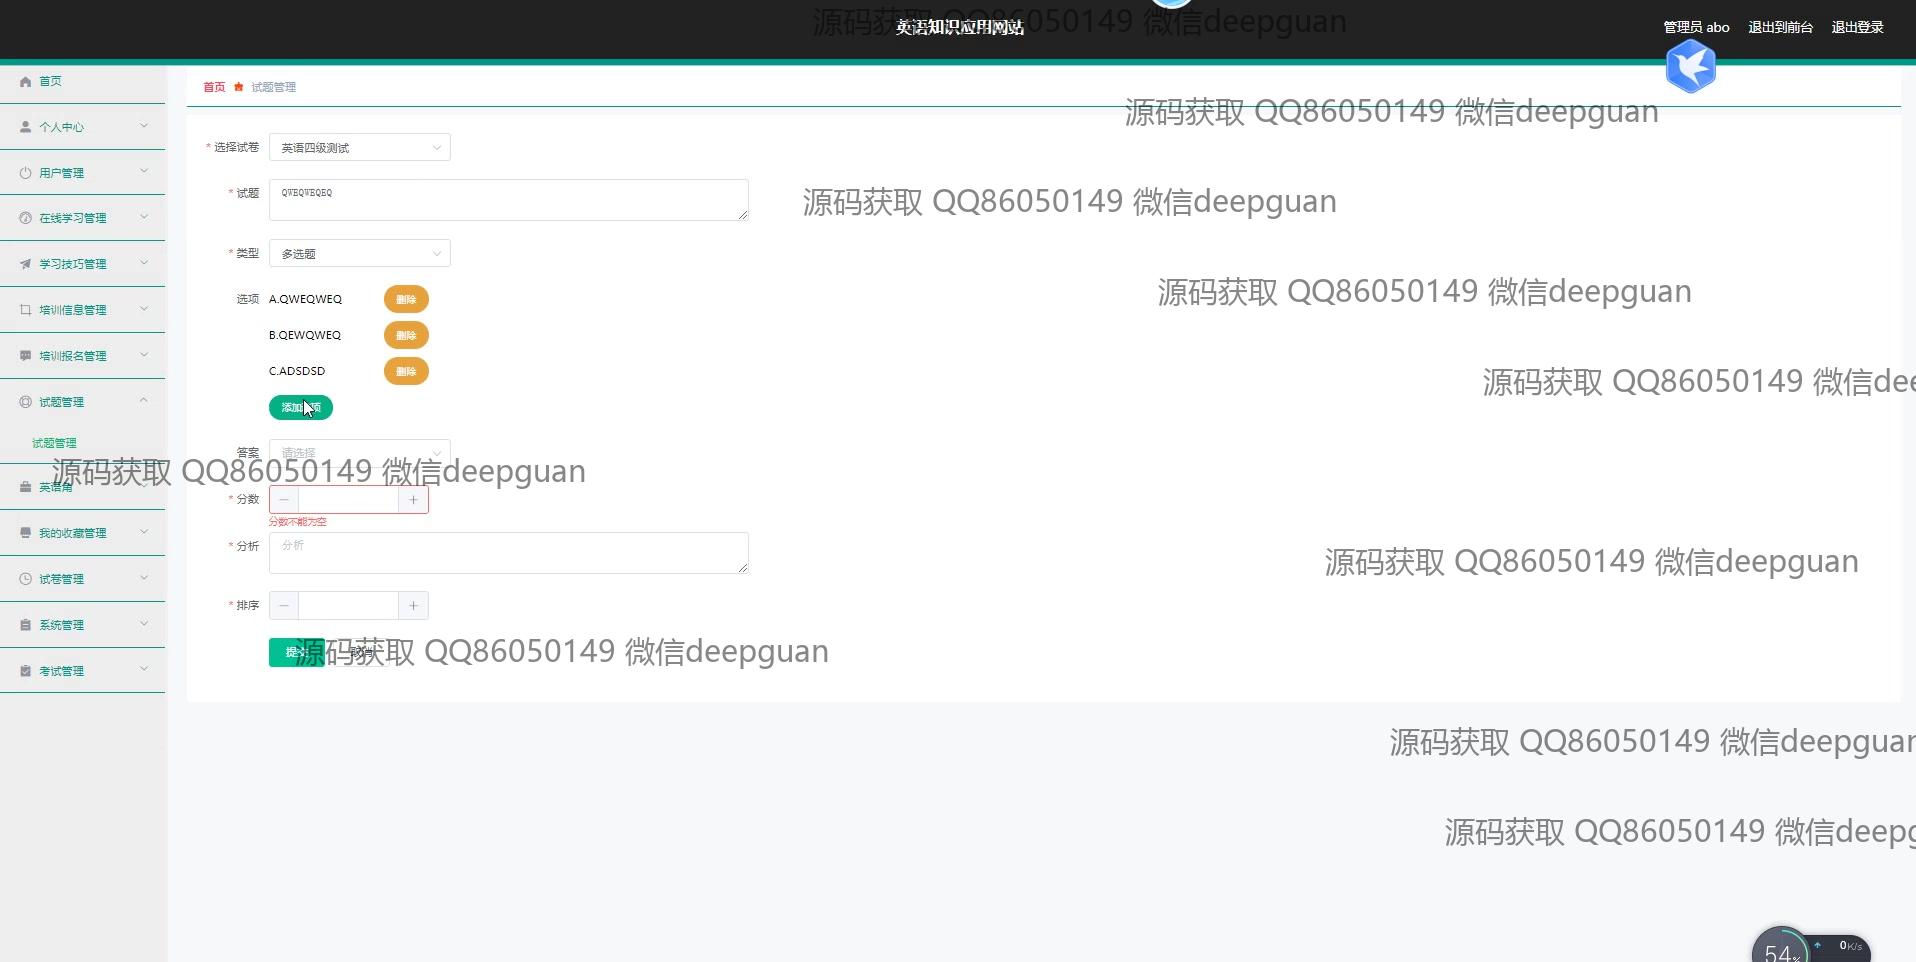 源码获取 QQ86050149 微信deepguan
英语知识应用网站
管理员 abo 退出到前台 退出登录
首页
个人中心
用户管理
在线学习管理
学习技巧管理
培训信息管理
培训报名管理
试题管理
试题管理
英语角
我的收藏管理
试卷管理
系统管理
考试管理
首页 试题管理
源码获取 QQ86050149 微信deepguan
* 选择试卷 英语四级测试
* 试题 QWEQWEQEQ
源码获取 QQ86050149 微信deepguan
* 类型 多选题
选项 A.QWEQWEQ 删除
源码获取 QQ86050149 微信deepguan
B.QEWQWEQ 删除
C.ADSDSD 删除
源码获取 QQ86050149 微信dee
添加选项
答案 请选择
源码获取 QQ86050149 微信deepguan
* 分数
分数不能为空
* 分析 分析
源码获取 QQ86050149 微信deepguan
* 排序
提交 取消
源码获取 QQ86050149 微信deepguan
源码获取 QQ86050149 微信deepguan
源码获取 QQ86050149 微信deepg
54% 0K/s